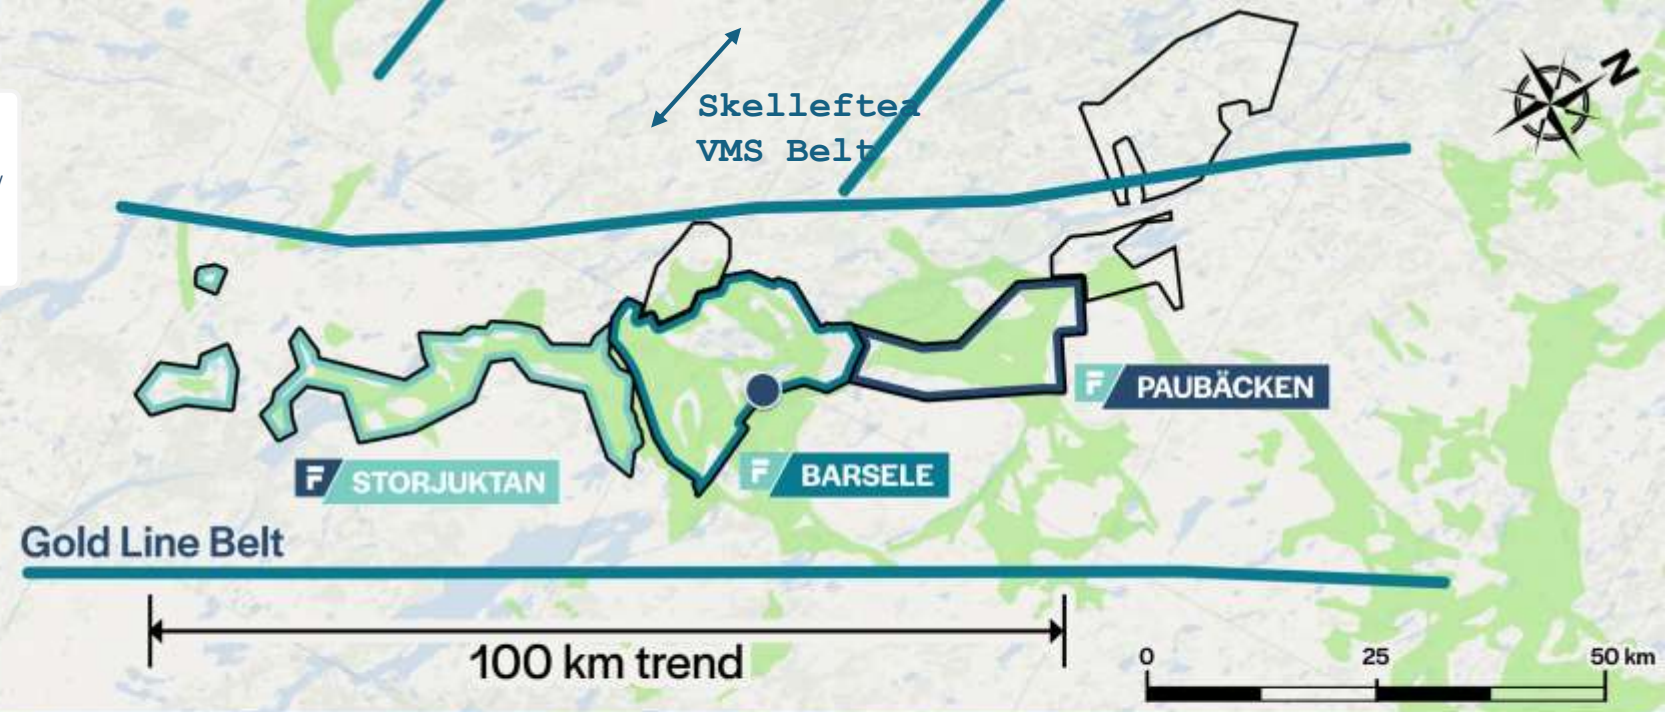 Skelleftea
VMS Belt
N
F PAUBÄCKEN
F BARSELE
F STORJUKTAN
Gold Line Belt
100 km trend
0 25 50 km